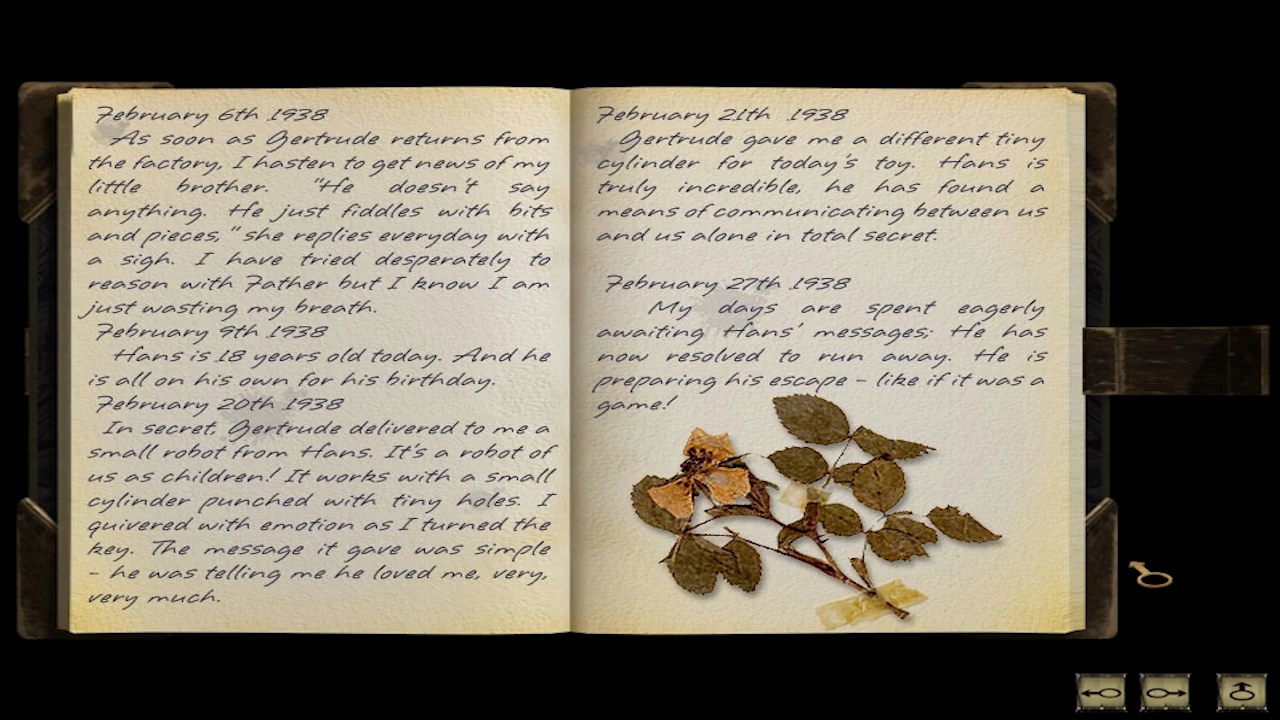 February 6th 1938
As soon as Gertrude returns from
the factory, I hasten to get news of my
little brother. "He doesn't say
anything. He just fiddles with bits
and pieces," she replies everyday with
a sigh. I have tried desperately to
reason with Father but I know I am
just wasting my breath.
February 9th 1938
Hans is 18 years old today. And he
is all on his own for his birthday.
February 20th 1938
In secret, Gertrude delivered to me a
small robot from Hans. It's a robot of
us as children! It works with a small
cylinder punched with tiny holes. I
quivered with emotion as I turned the
key. The message it gave was simple
- he was telling me he loved me, very,
very much.
February 21th 1938
Gertrude gave me a different tiny
cylinder for today's toy. Hans is
truly incredible, he has found a
means of communicating between us
and us alone in total secret.
February 27th 1938
My days are spent eagerly
awaiting Hans' messages; He has
now resolved to run away. He is
preparing his escape - like if it was a
game!